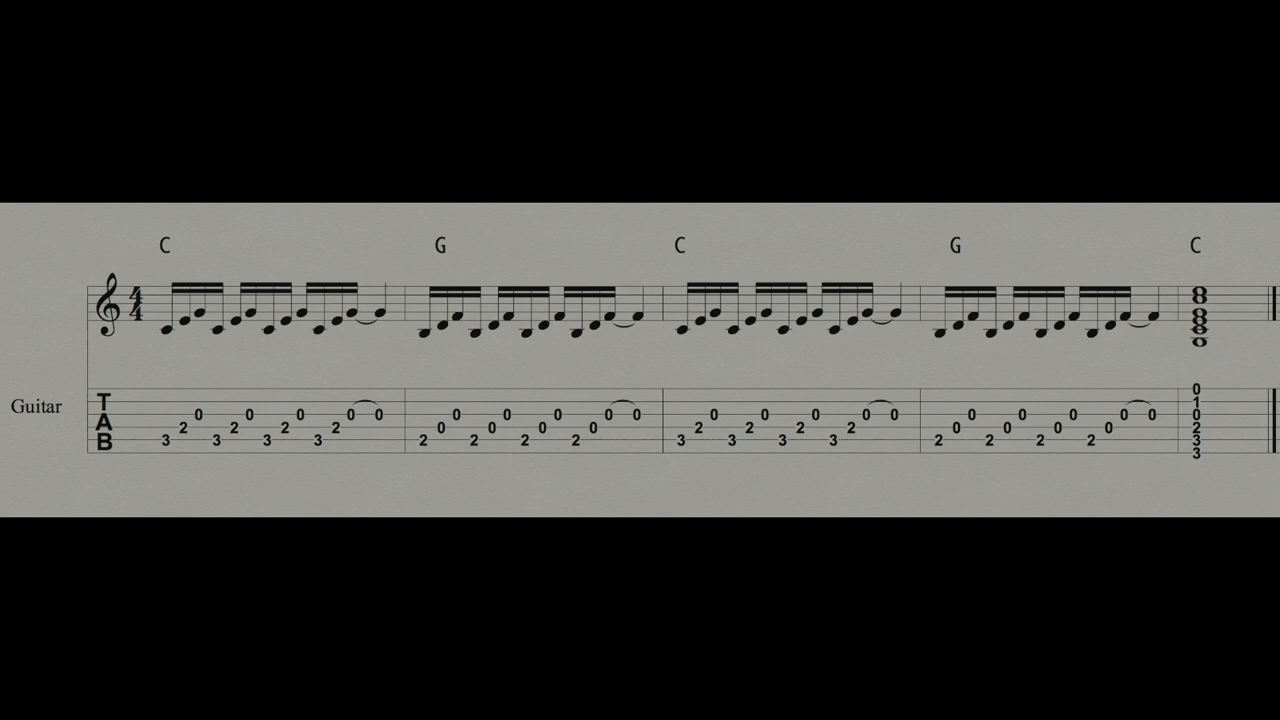 C G C G C
4
4
Guitar
T
A
B
0
1
0 0 0 0 0 0 0 0 0 0 0 0 0 0 0 0 0 0 0 0 0
2 2 2 2 0 0 0 0 2 2 2 2 0 0 0 0 2
3 3 3 3 2 2 2 2 3 3 3 3 2 2 2 2 3
3